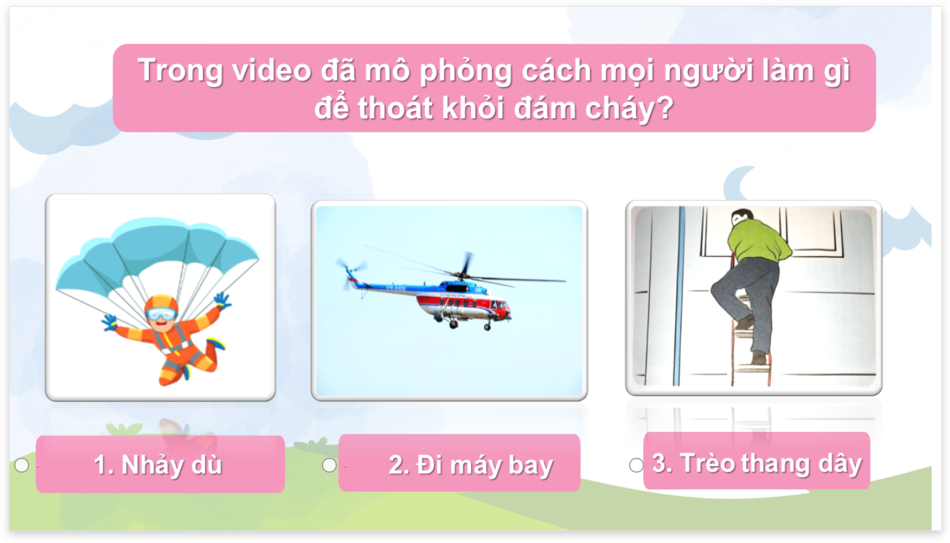 Trong video đã mô phỏng cách mọi người làm gì
để thoát khỏi đám cháy?
1. Nhảy dù
2. Đi máy bay
3. Trèo thang dây